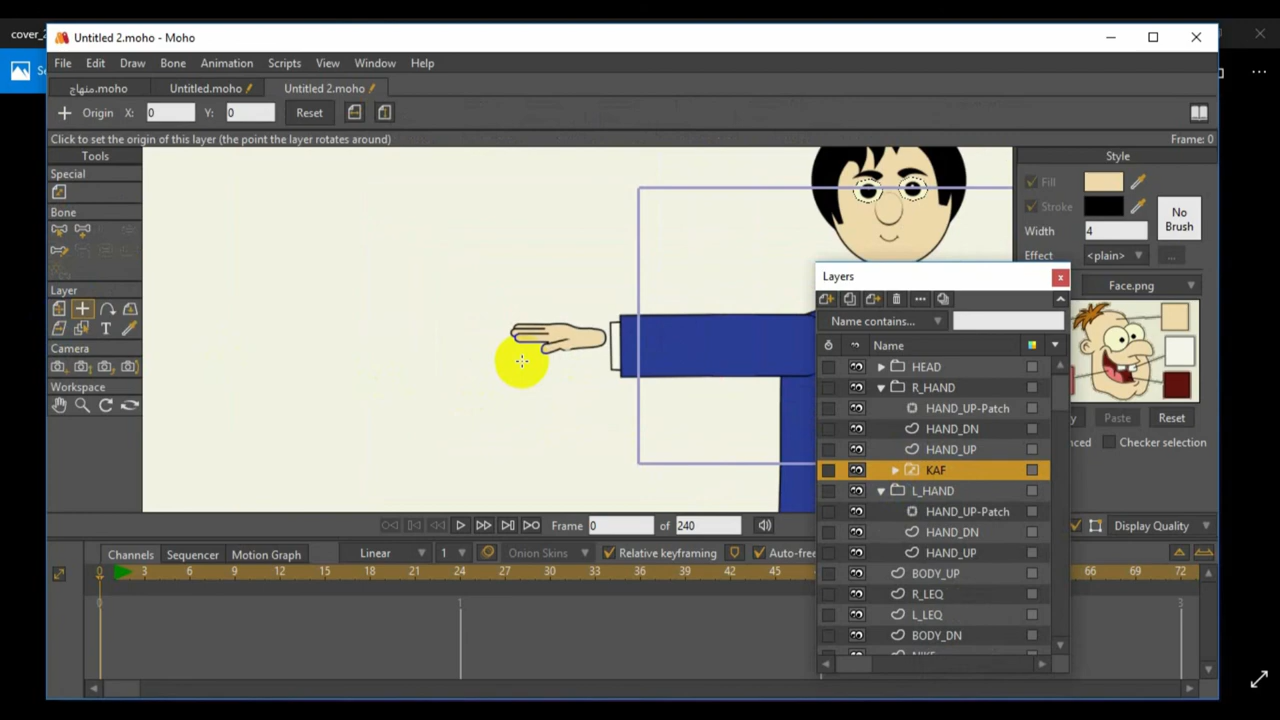 cover_2
Untitled 2.moho - Moho
File Edit Draw Bone Animation Scripts View Window Help
منهاج.moho Untitled.moho Untitled 2.moho
Origin X: 0 Y: 0 Reset
Click to set the origin of this layer (the point the layer rotates around) Frame: 0
Tools Style
Special
Fill
Bone
Stroke
No Brush
Width 4
Effect <plain> ...
Layers
Layer
Face.png
Name contains...
Name
Camera
HEAD
R_HAND
Workspace
HAND_UP-Patch
Paste Reset
HAND_DN
Checker selection
HAND_UP
KAF
L_HAND
HAND_UP-Patch
Frame 0 of 240 Display Quality
HAND_DN
Channels Sequencer Motion Graph Linear 1 Onion Skins Relative keyframing Auto-free
HAND_UP
0 3 6 9 12 15 18 21 24 27 30 33 36 39 42 45 66 69 72
BODY_UP
R_LEQ
0 1 3
L_LEQ
BODY_DN